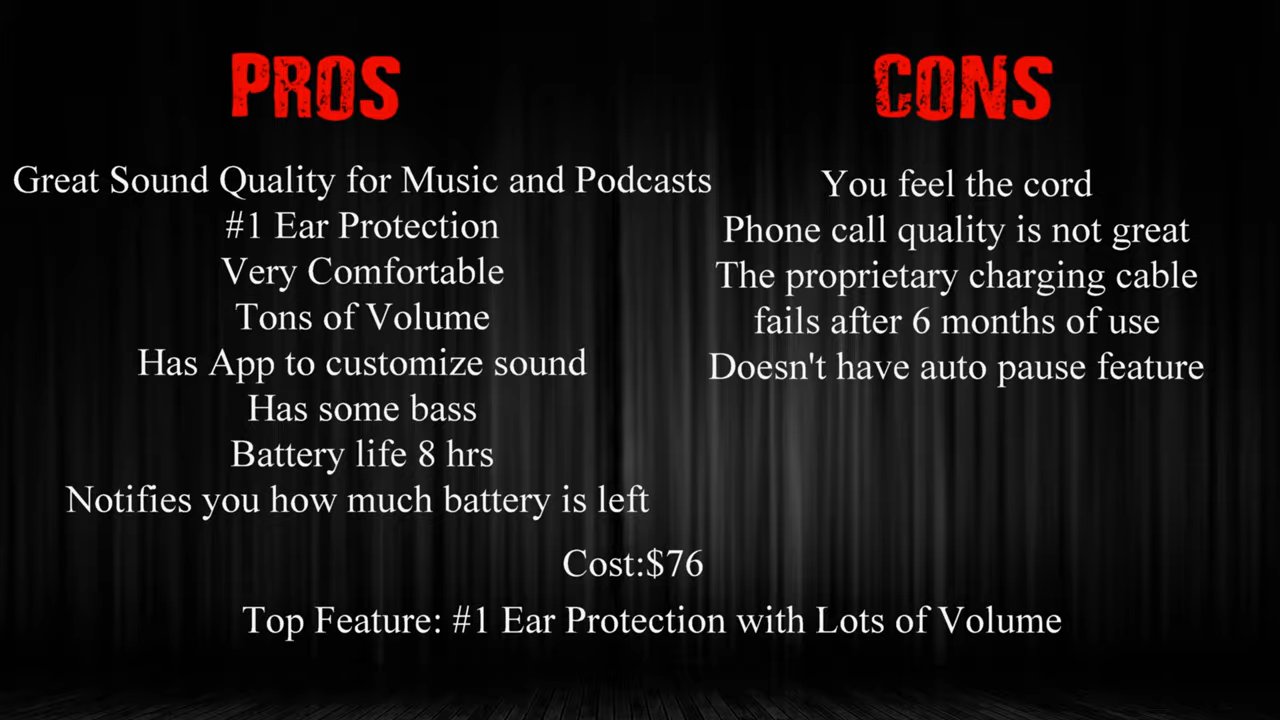 PROS
Great Sound Quality for Music and Podcasts
#1 Ear Protection
Very Comfortable
Tons of Volume
Has App to customize sound
Has some bass
Battery life 8 hrs
Notifies you how much battery is left
CONS
You feel the cord
Phone call quality is not great
The proprietary charging cable
fails after 6 months of use
Doesn't have auto pause feature
Cost:$76
Top Feature: #1 Ear Protection with Lots of Volume